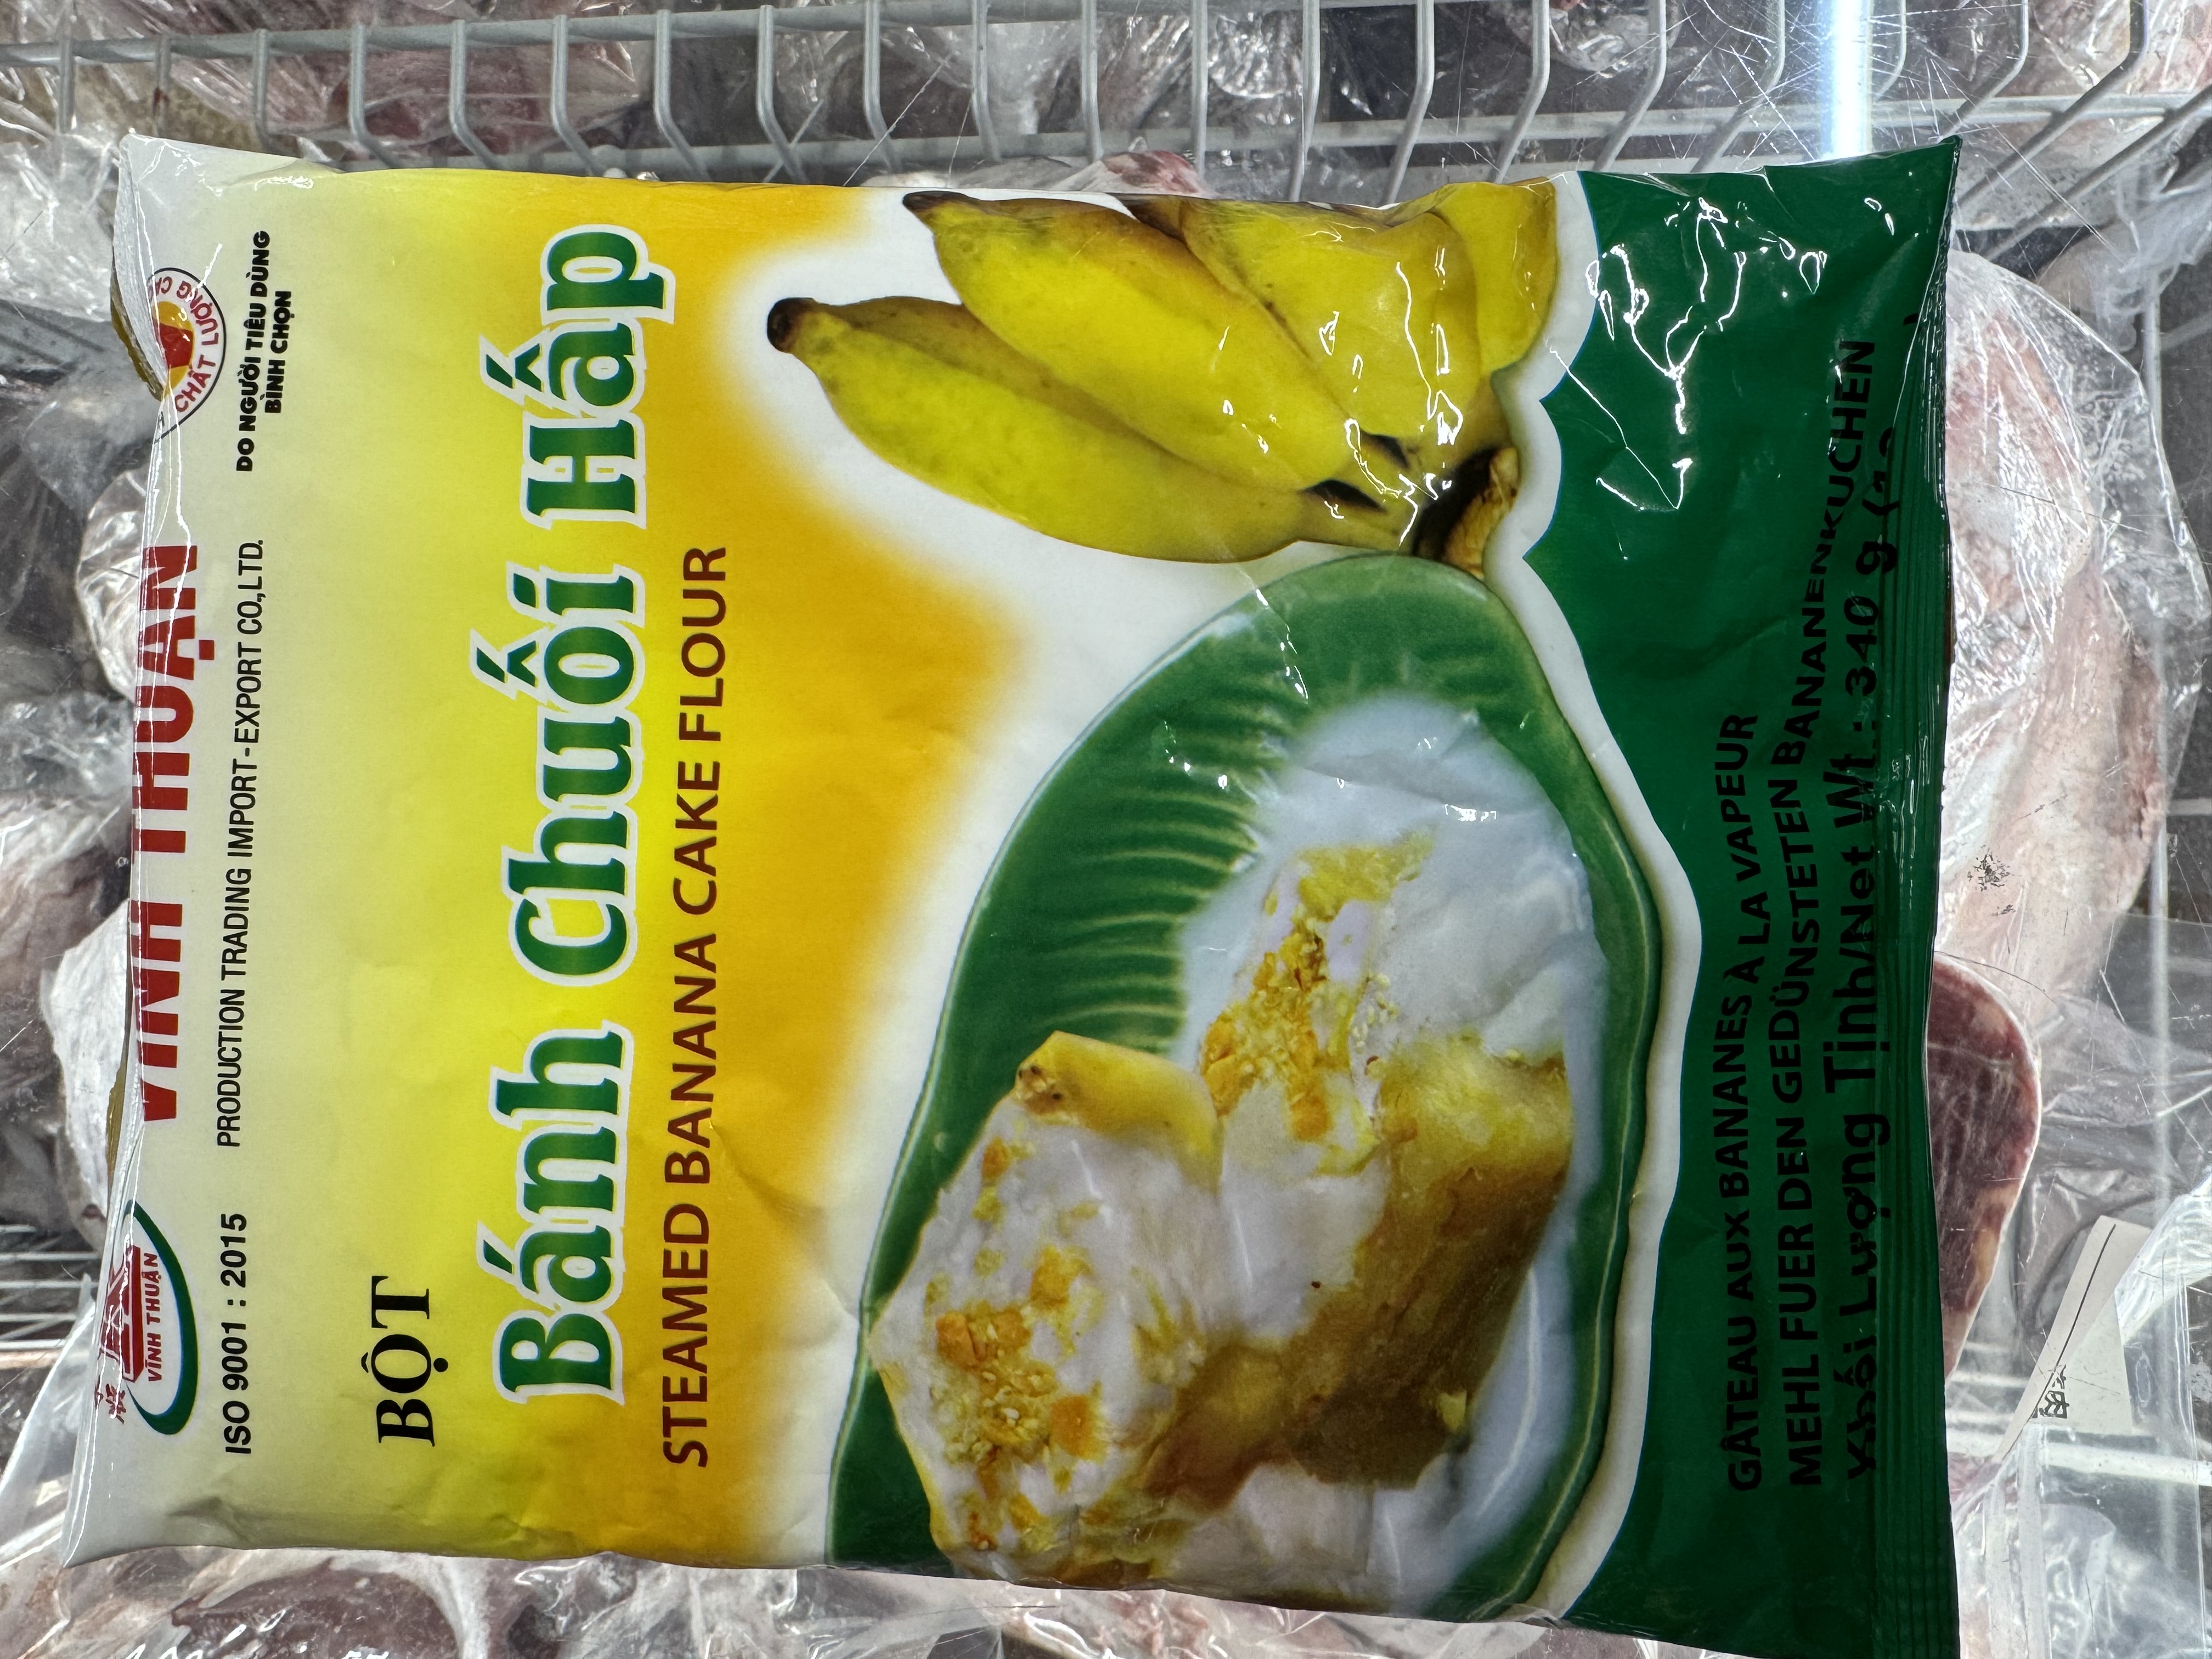 VĨNH THUẬN
CHẤT LƯỢNG
DO NGƯỜI TIÊU DÙNG
BÌNH CHỌN
VĨNH THUẬN
ISO 9001 : 2015
PRODUCTION TRADING IMPORT-EXPORT CO.,LTD.
BỘT
Bánh Chuối Hấp
STEAMED BANANA CAKE FLOUR
GÂTEAU AUX BANANES À LA VAPEUR
MEHL FUER DEN GEDÜNSTETEN BANANENKUCHEN
Khối Lượng Tịnh/Net Wt.: 340 g